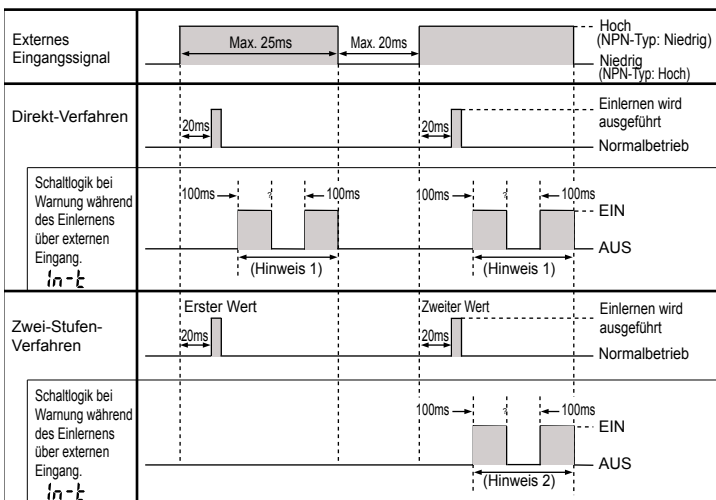 Externes
Eingangssignal
Max. 25ms
Max. 20ms
Hoch
(NPN-Typ: Niedrig)
Niedrig
(NPN-Typ: Hoch)
Direkt-Verfahren
20ms
20ms
Einlernen wird
ausgeführt
Normalbetrieb
Schaltlogik bei
Warnung während
des Einlernens
über externen
Eingang.
In-t
100ms
100ms
100ms
100ms
EIN
AUS
(Hinweis 1)
(Hinweis 1)
Zwei-Stufen-
Verfahren
Erster Wert
20ms
Zweiter Wert
20ms
Einlernen wird
ausgeführt
Normalbetrieb
Schaltlogik bei
Warnung während
des Einlernens
über externen
Eingang.
In-t
100ms
100ms
EIN
AUS
(Hinweis 2)